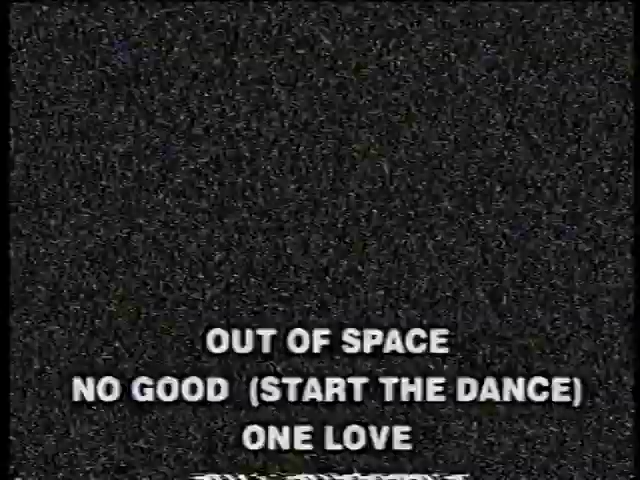 OUT OF SPACE
NO GOOD (START THE DANCE)
ONE LOVE